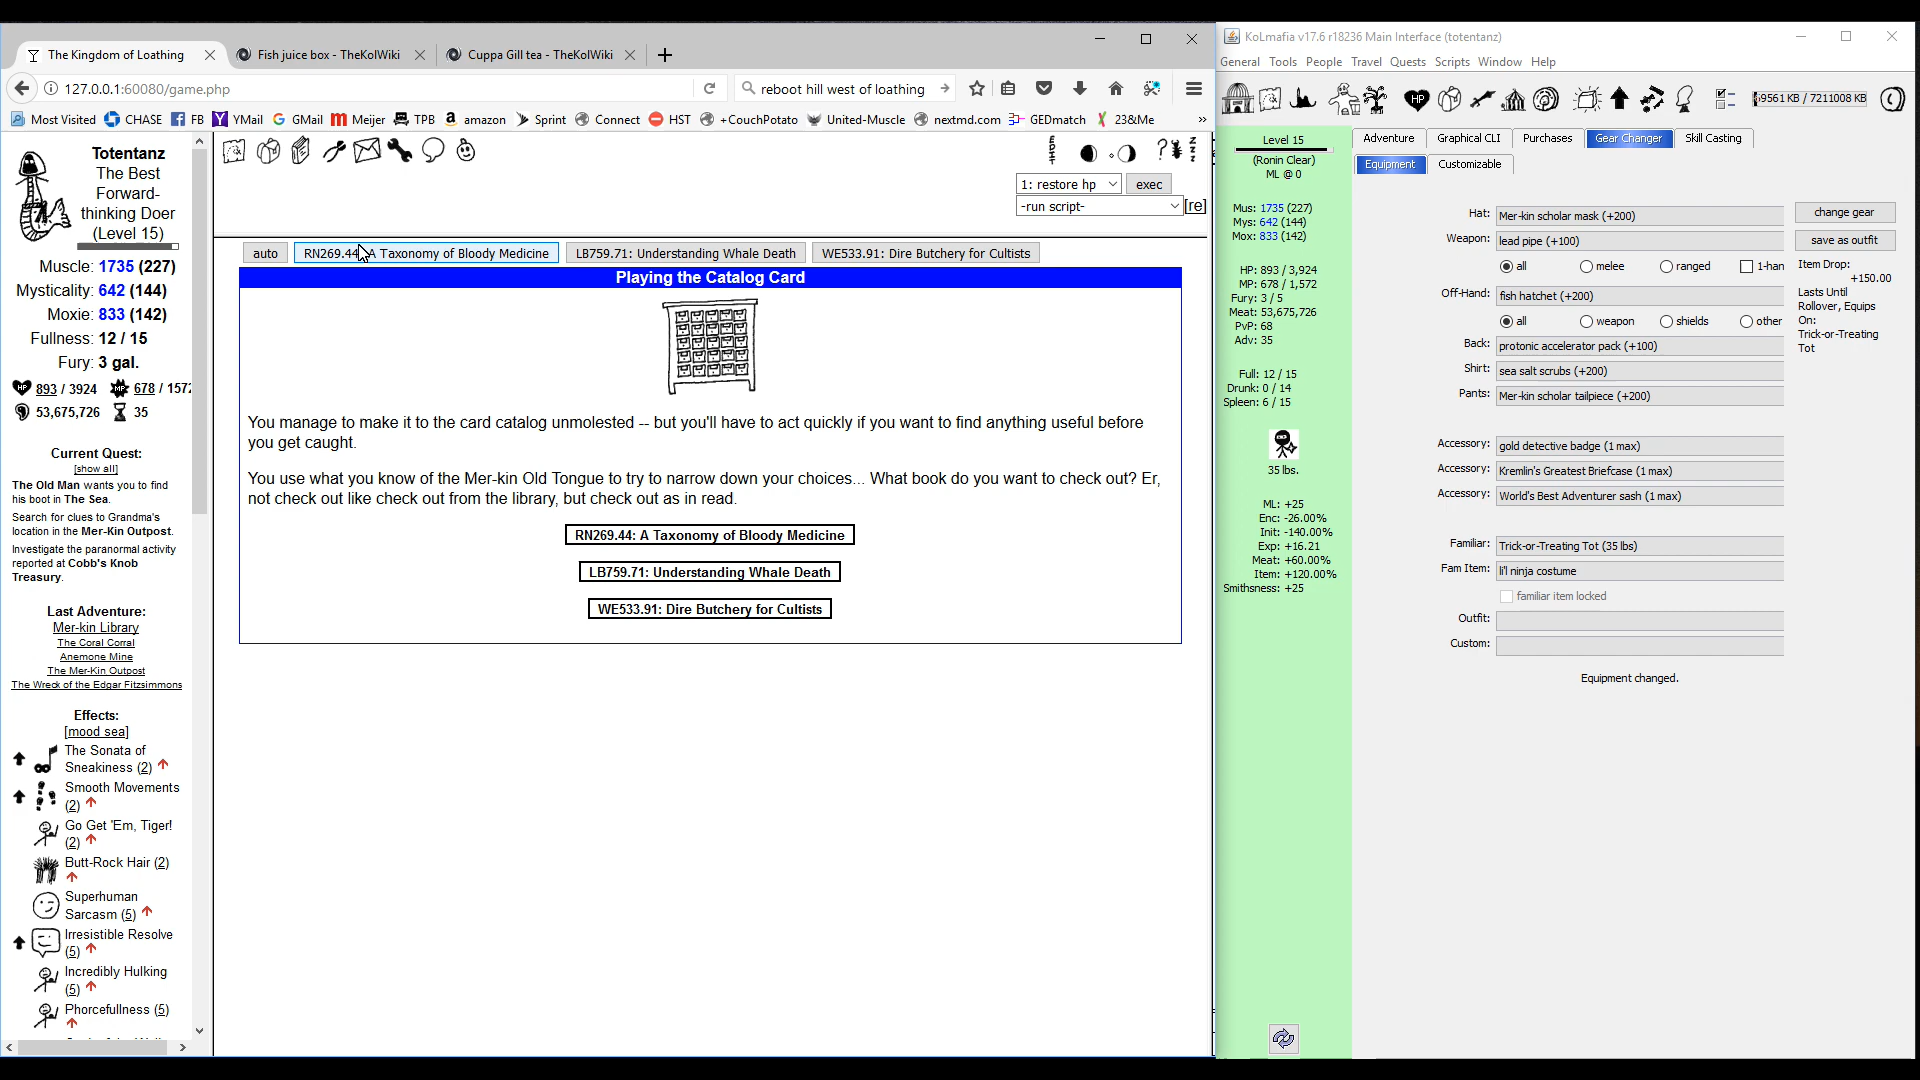 The Kingdom of Loathing
Fish juice box - TheKolWiki
Cuppa Gill tea - TheKolWiki
127.0.0.1:60080/game.php
reboot hill west of loathing
Most Visited
CHASE
FB
YMail
GMail
Meijer
TPB
amazon
Sprint
Connect
HST
+CouchPotato
United-Muscle
nextmd.com
GEDmatch
23&Me
Totentanz
The Best
Forward-
thinking Doer
(Level 15)
Muscle: 1735 (227)
Mysticality: 642 (144)
Moxie: 833 (142)
Fullness: 12 / 15
Fury: 3 gal.
893 / 3924
678 / 1572
53,675,726
35
Current Quest:
[show all]
The Old Man wants you to find
his boot in The Sea.
Search for clues to Grandma's
location in the Mer-Kin Outpost.
Investigate the paranormal activity
reported at Cobb's Knob
Treasury.
Last Adventure:
Mer-kin Library
The Coral Corral
Anemone Mine
The Mer-Kin Outpost
The Wreck of the Edgar Fitzsimmons
Effects:
[mood sea]
The Sonata of
Sneakiness (2)
Smooth Movements
(2)
Go Get 'Em, Tiger!
(2)
Butt-Rock Hair (2)
Superhuman
Sarcasm (5)
Irresistible Resolve
(5)
Incredibly Hulking
(5)
Phorcefullness (5)
1: restore hp
exec
-run script-
[re]
auto
RN269.44: A Taxonomy of Bloody Medicine
LB759.71: Understanding Whale Death
WE533.91: Dire Butchery for Cultists
Playing the Catalog Card
You manage to make it to the card catalog unmolested -- but you'll have to act quickly if you want to find anything useful before
you get caught.
You use what you know of the Mer-kin Old Tongue to try to narrow down your choices... What book do you want to check out? Er,
not check out like check out from the library, but check out as in read.
RN269.44: A Taxonomy of Bloody Medicine
LB759.71: Understanding Whale Death
WE533.91: Dire Butchery for Cultists
KoLmafia v17.6 r18236 Main Interface (totentanz)
General Tools People Travel Quests Scripts Window Help
HP
9561 KB / 7211008 KB
Level 15
(Ronin Clear)
ML @ 0
Mus: 1735 (227)
Mys: 642 (144)
Mox: 833 (142)
HP: 893 / 3,924
MP: 678 / 1,572
Fury: 3 / 5
Meat: 53,675,726
PvP: 68
Adv: 35
Full: 12 / 15
Drunk: 0 / 14
Spleen: 6 / 15
35 lbs.
ML: +25
Enc: -26.00%
Init: -140.00%
Exp: +16.21
Meat: +60.00%
Item: +120.00%
Smithsness: +25
Adventure
Graphical CLI
Purchases
Gear Changer
Skill Casting
Equipment
Customizable
Hat: Mer-kin scholar mask (+200)
Weapon: lead pipe (+100)
all melee ranged 1-han
Off-Hand: fish hatchet (+200)
all weapon shields other
Back: protonic accelerator pack (+100)
Shirt: sea salt scrubs (+200)
Pants: Mer-kin scholar tailpiece (+200)
Accessory: gold detective badge (1 max)
Accessory: Kremlin's Greatest Briefcase (1 max)
Accessory: World's Best Adventurer sash (1 max)
Familiar: Trick-or-Treating Tot (35 lbs)
Fam Item: li'l ninja costume
familiar item locked
Outfit:
Custom:
Equipment changed.
change gear
save as outfit
Item Drop:
+150.00
Lasts Until
Rollover, Equips
On:
Trick-or-Treating
Tot